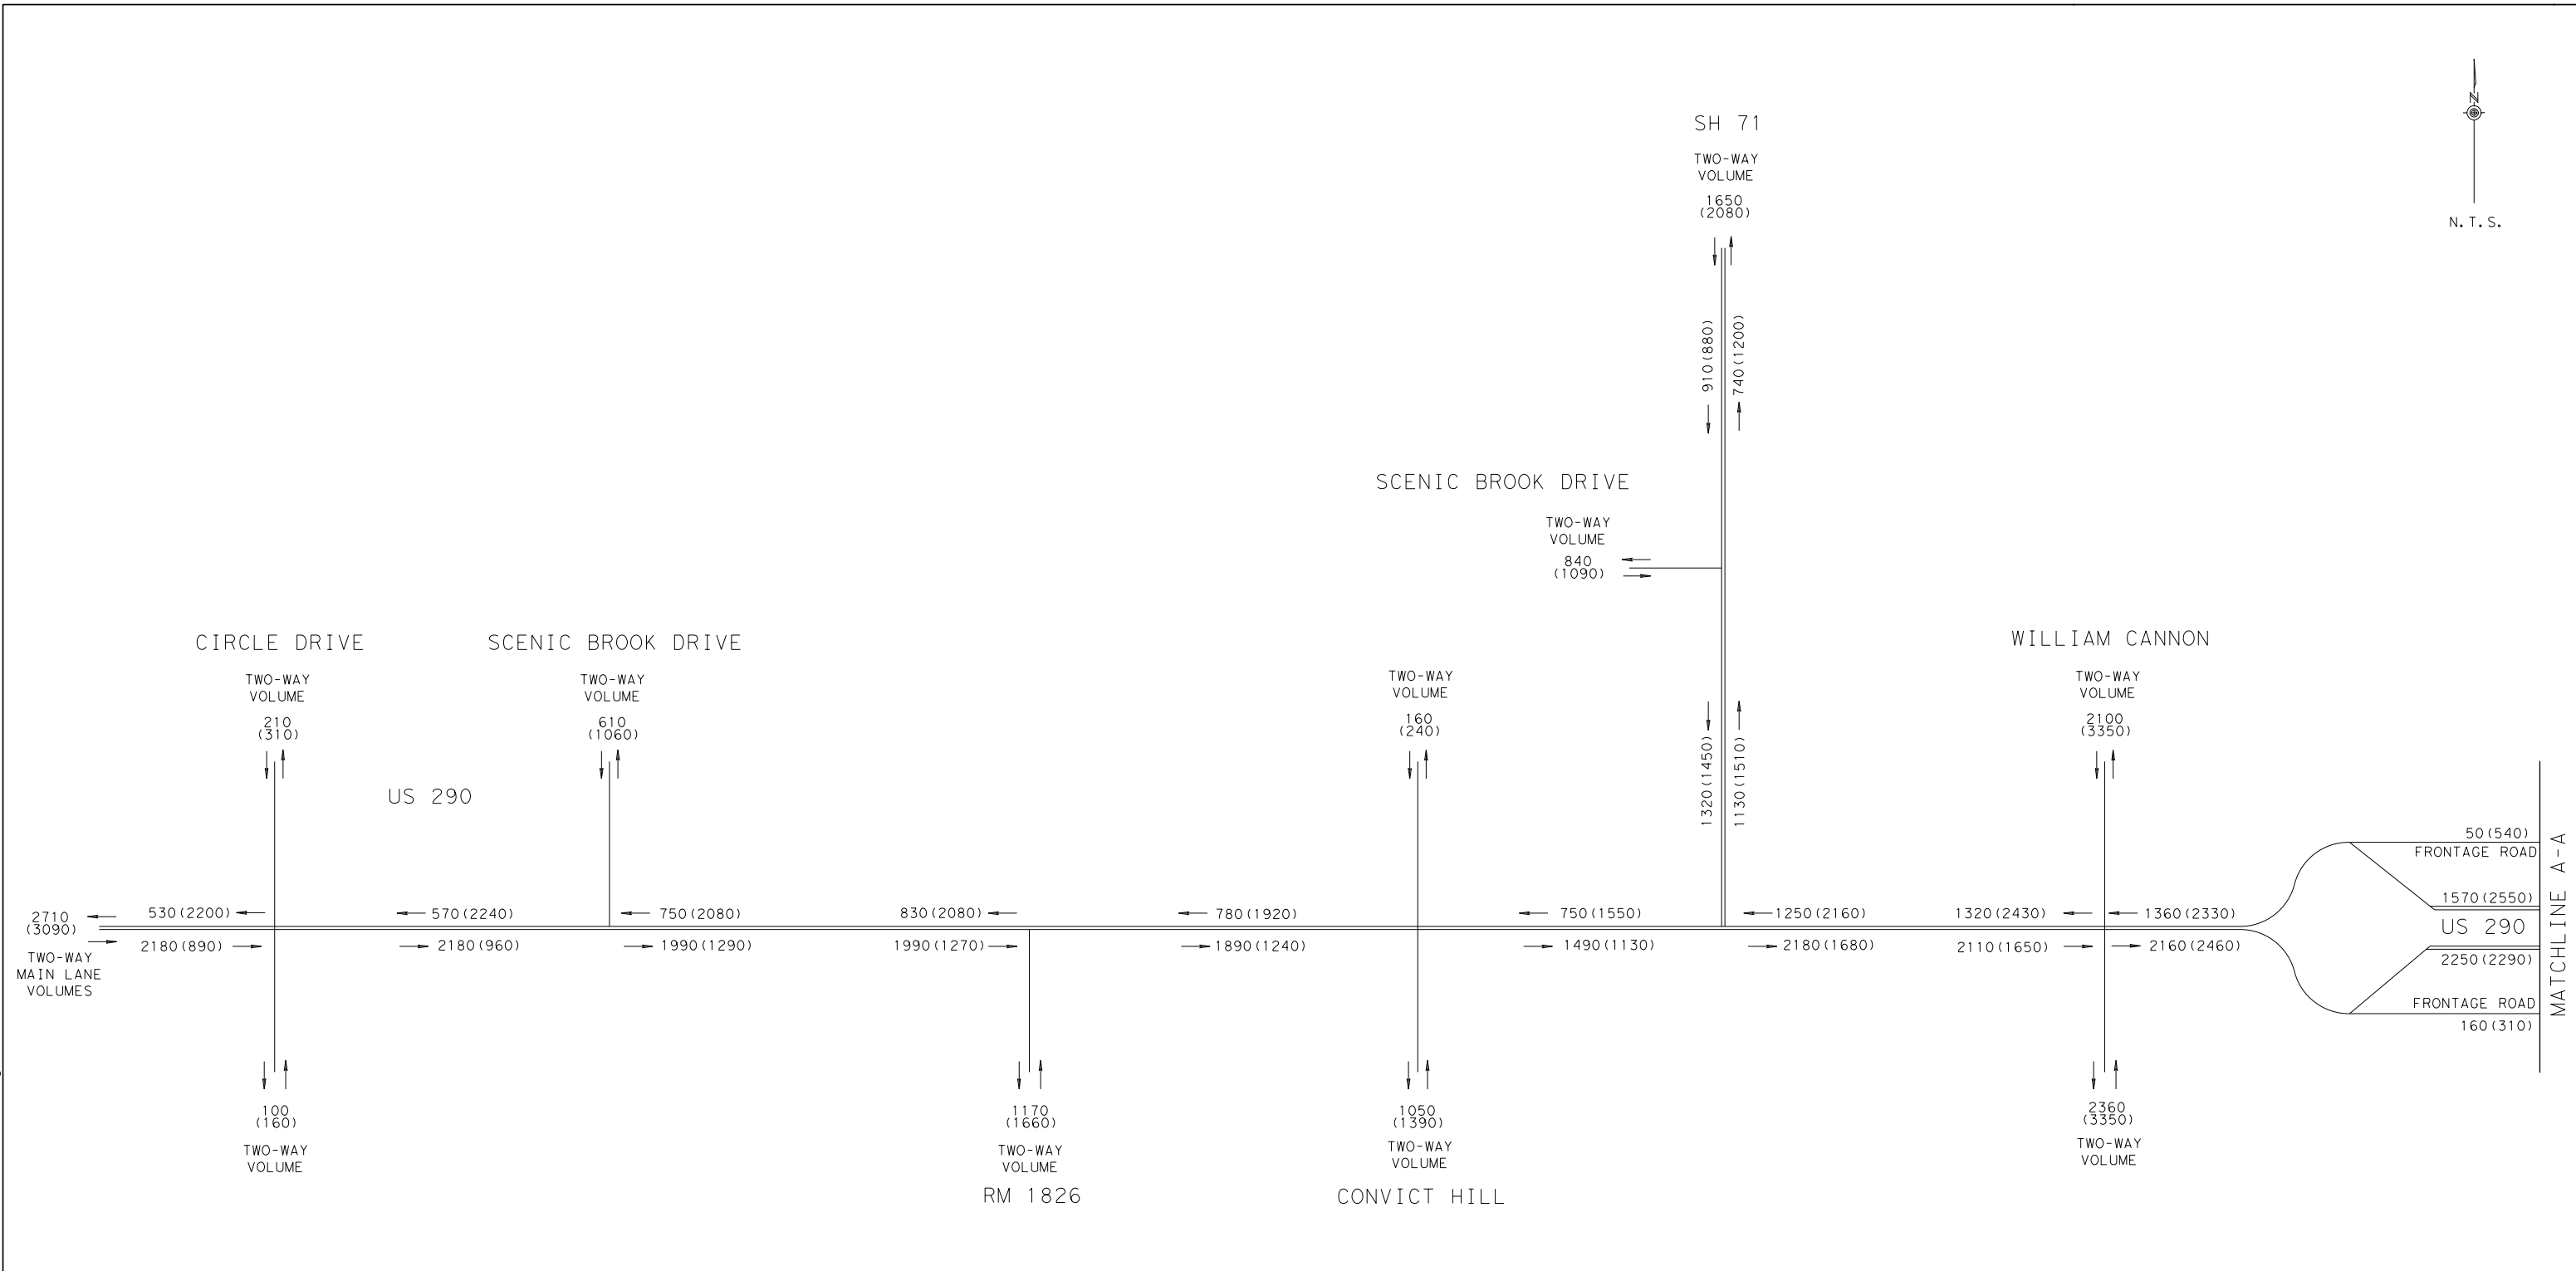 SH 71
TWO-WAY
VOLUME
1650
(2080)
N
N.T.S.
910(880)
740(1200)
SCENIC BROOK DRIVE
TWO-WAY
VOLUME
840
(1090)
1320(1450)
1130(1510)
CIRCLE DRIVE
TWO-WAY
VOLUME
210
(310)
SCENIC BROOK DRIVE
TWO-WAY
VOLUME
610
(1060)
TWO-WAY
VOLUME
160
(240)
WILLIAM CANNON
TWO-WAY
VOLUME
2100
(3350)
US 290
50(540)
FRONTAGE ROAD
1570(2550)
US 290
2250(2290)
FRONTAGE ROAD
160(310)
MATCHLINE A-A
2710
(3090)
TWO-WAY
MAIN LANE
VOLUMES
530(2200)
570(2240)
750(2080)
830(2080)
780(1920)
750(1550)
1250(2160)
1320(2430)
1360(2330)
2180(890)
2180(960)
1990(1290)
1990(1270)
1890(1240)
1490(1130)
2180(1680)
2110(1650)
2160(2460)
100
(160)
TWO-WAY
VOLUME
1170
(1660)
TWO-WAY
VOLUME
RM 1826
1050
(1390)
TWO-WAY
VOLUME
CONVICT HILL
2360
(3350)
TWO-WAY
VOLUME